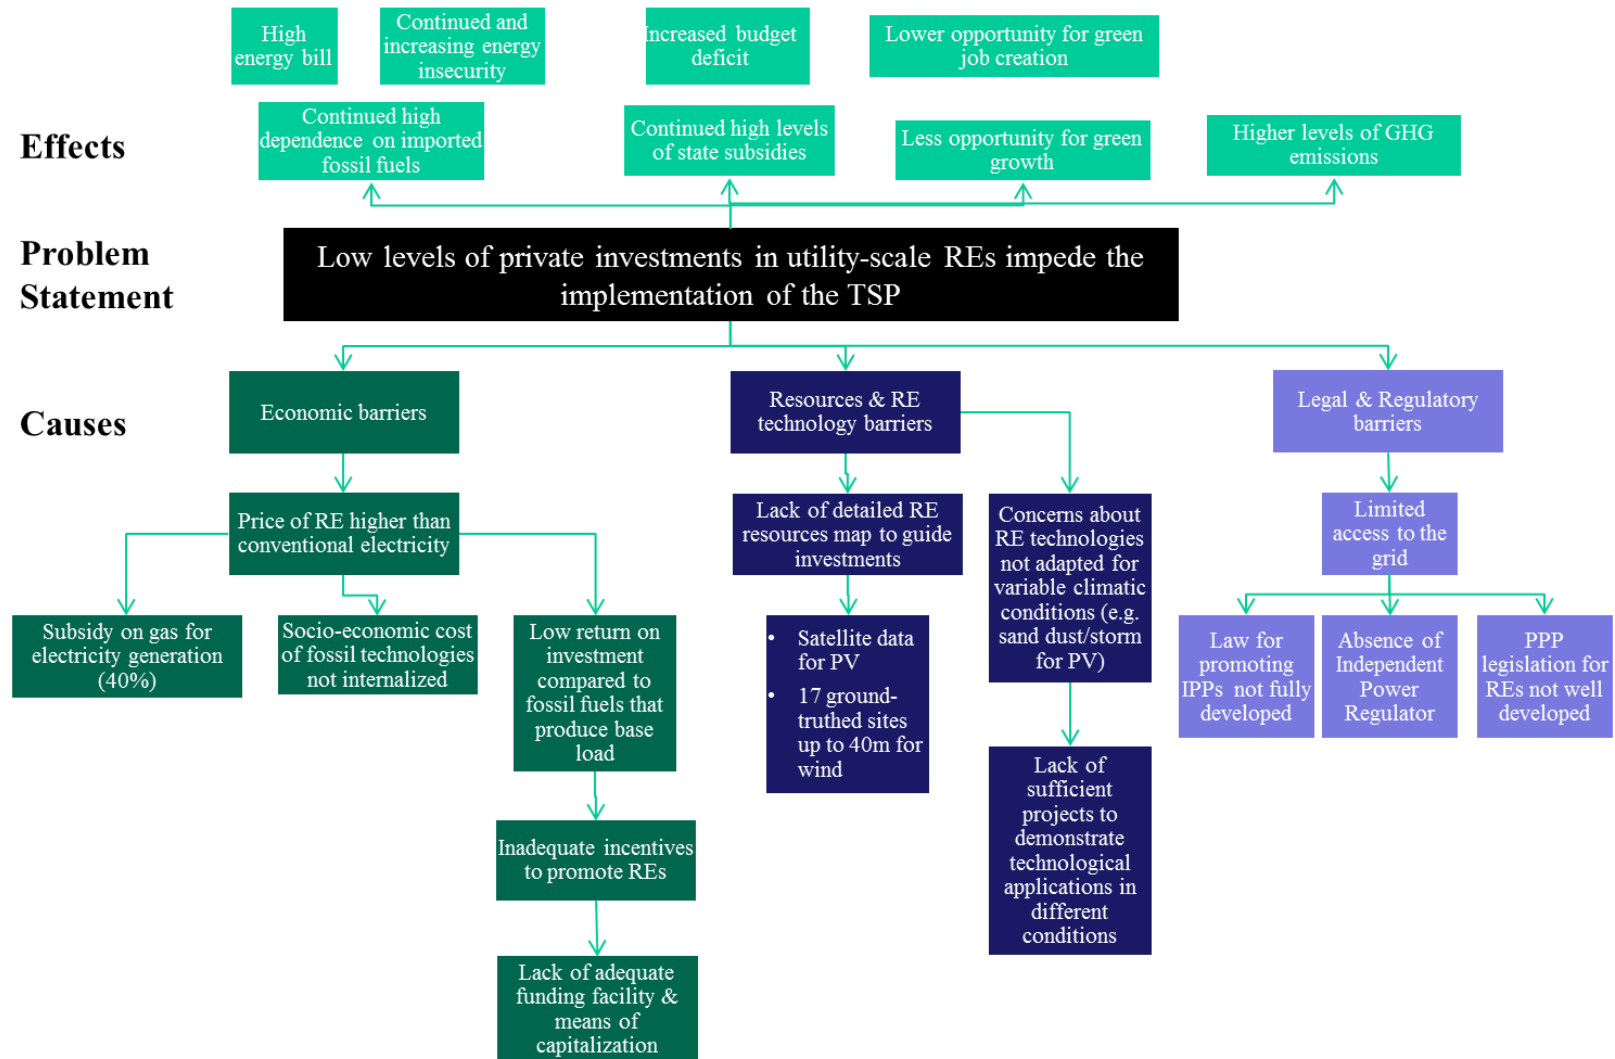 High
energy bill
Continued and
increasing energy
insecurity
Increased budget
deficit
Lower opportunity for green
job creation
Effects
Continued high
dependence on imported
fossil fuels
Continued high levels
of state subsidies
Less opportunity for green
growth
Higher levels of GHG
emissions
Problem
Statement
Low levels of private investments in utility-scale REs impede the
implementation of the TSP
Causes
Economic barriers
Resources & RE
technology barriers
Legal & Regulatory
barriers
Price of RE higher than
conventional electricity
Lack of detailed RE
resources map to guide
investments
Concerns about
RE technologies
not adapted for
variable climatic
conditions (e.g.
sand dust/storm
for PV)
Limited
access to the
grid
Subsidy on gas for
electricity generation
(40%)
Socio-economic cost
of fossil technologies
not internalized
Low return on
investment
compared to
fossil fuels that
produce base
load
• Satellite data
for PV
• 17 ground-
truthed sites
up to 40m for
wind
Law for
promoting
IPPs not fully
developed
Absence of
Independent
Power
Regulator
PPP
legislation for
REs not well
developed
Inadequate incentives
to promote REs
Lack of
sufficient
projects to
demonstrate
technological
applications in
different
conditions
Lack of adequate
funding facility &
means of
capitalization